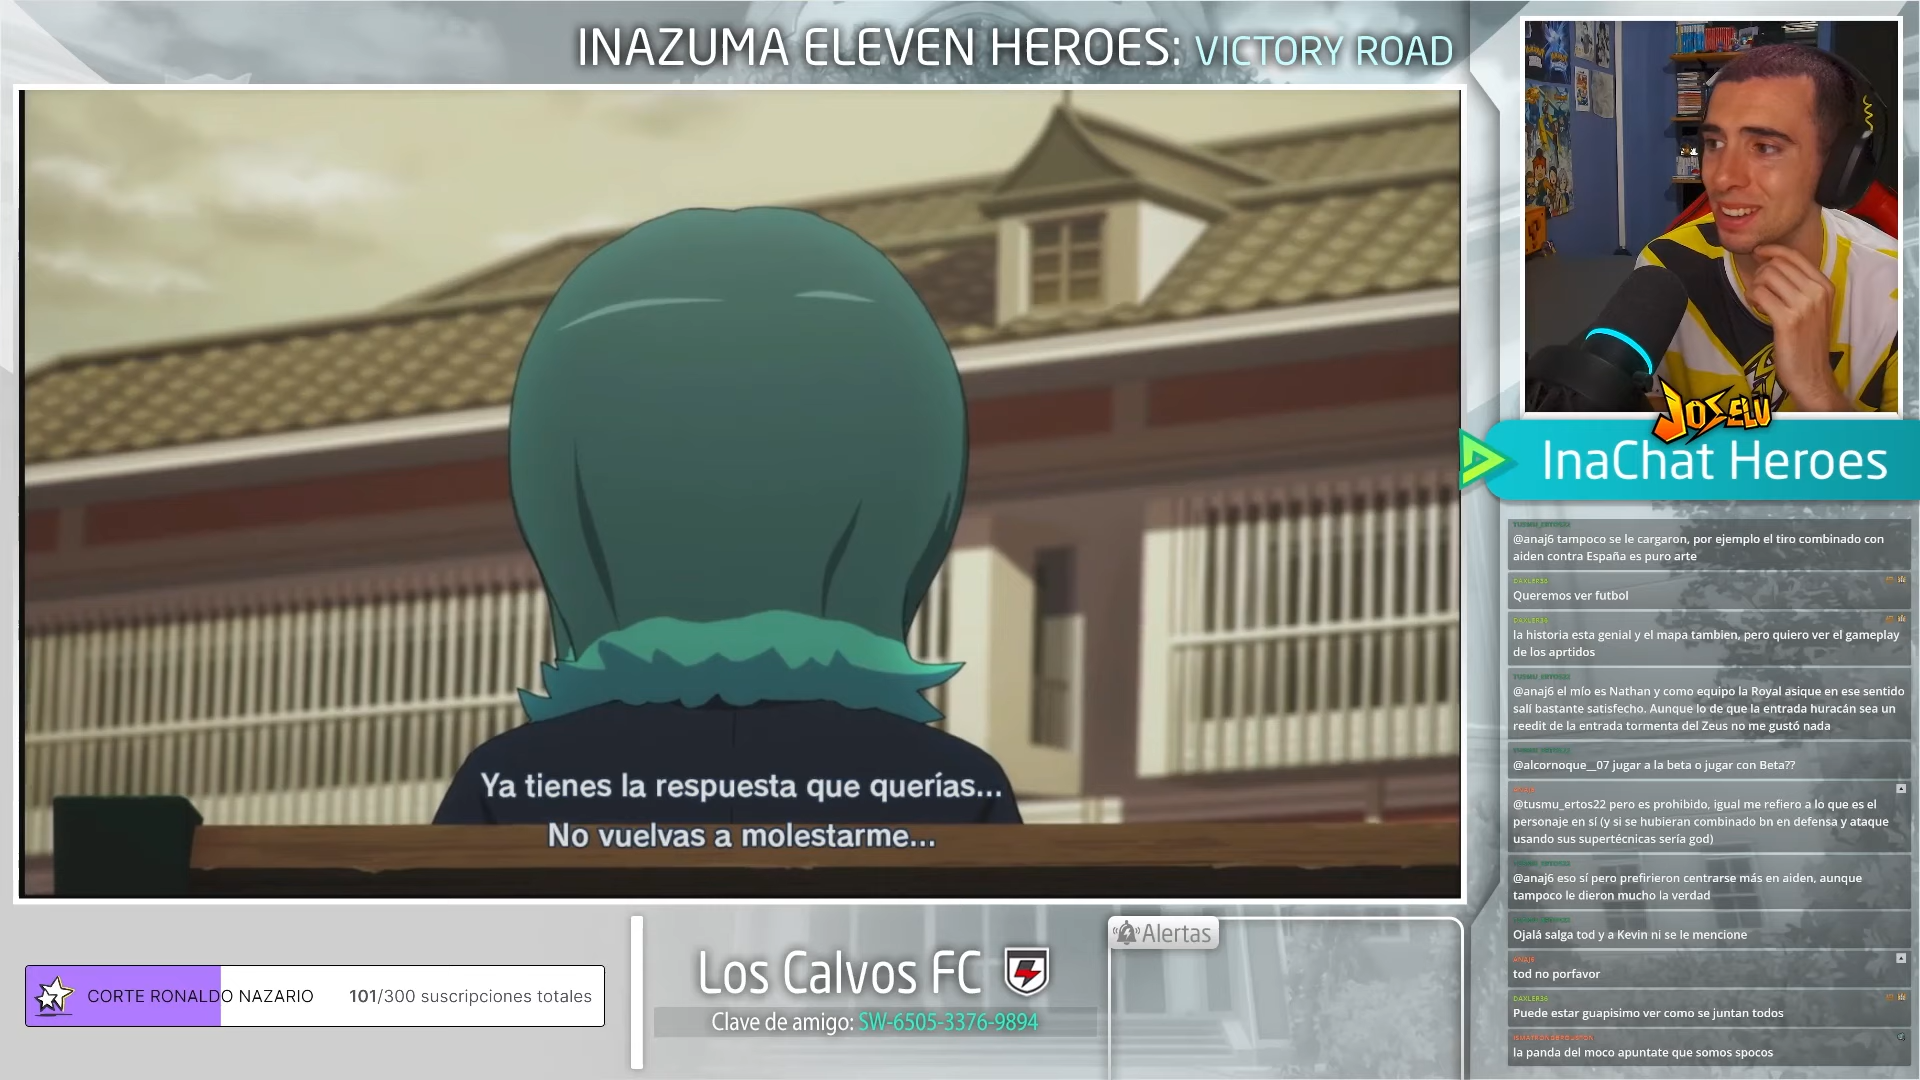 INAZUMA ELEVEN HEROES: VICTORY ROAD
Ya tienes la respuesta que querías...
No vuelvas a molestarme...
JOSELU
InaChat Heroes
@anaj6 tampoco se le cargaron, por ejemplo el tiro combinado con
aiden contra España es puro arte
DAXLER36
Queremos ver futbol
DAXLER36
la historia esta genial y el mapa tambien, pero quiero ver el gameplay
de los aprtidos
@anaj6 el mío es Nathan y como equipo la Royal asique en ese sentido
salí bastante satisfecho. Aunque lo de que la entrada huracán sea un
reedit de la entrada tormenta del Zeus no me gustó nada
@alcornoque__07 jugar a la beta o jugar con Beta??
@tusmu_ertos22 pero es prohibido, igual me refiero a lo que es el
personaje en sí (y si se hubieran combinado bn en defensa y ataque
usando sus supertécnicas sería god)
@anaj6 eso sí pero prefirieron centrarse más en aiden, aunque
tampoco le dieron mucho la verdad
Ojalá salga tod y a Kevin ni se le mencione
ANAJ6
tod no porfavor
DAXLER36
Puede estar guapisimo ver como se juntan todos
la panda del moco apuntate que somos spocos
CORTE RONALDO NAZARIO 101/300 suscripciones totales
Los Calvos FC
Clave de amigo: SW-6505-3376-9894
Alertas